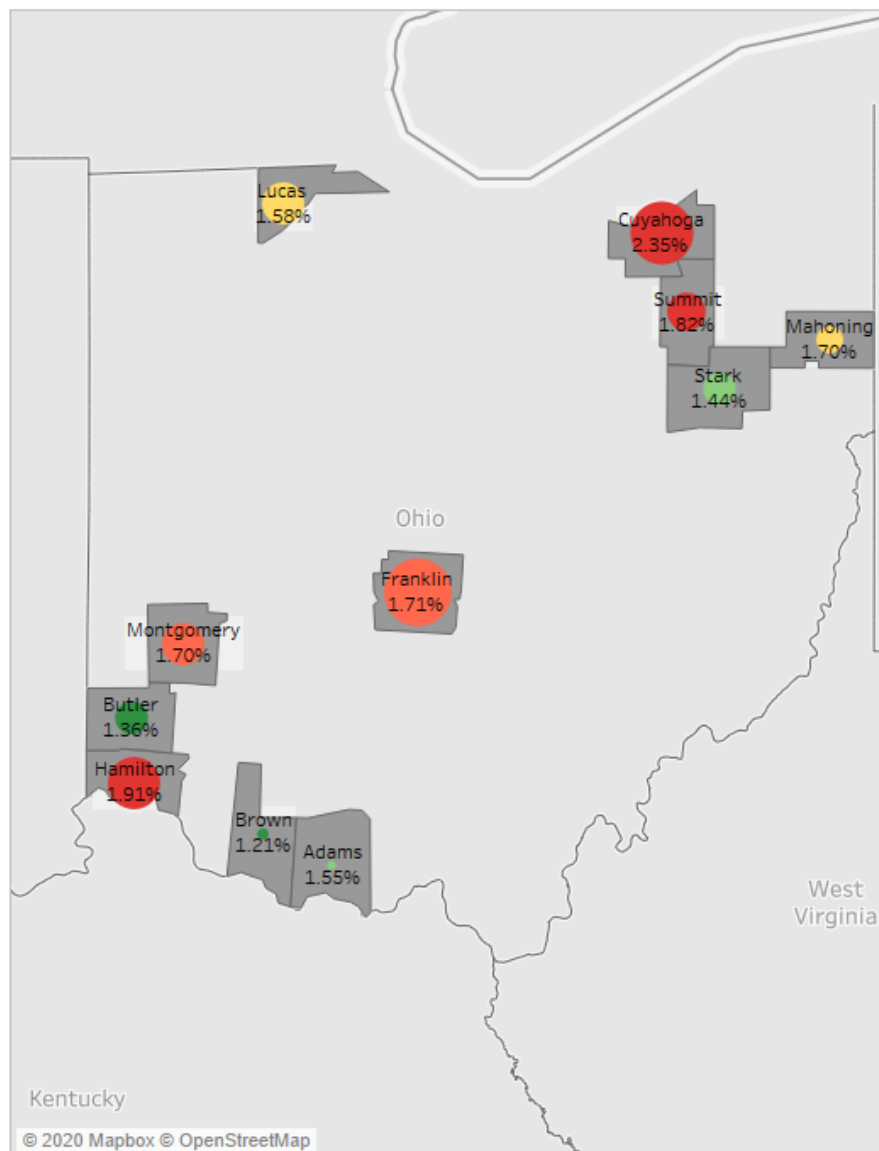 Lucas
1.58%
Cuyahoga
2.35%
Summit
1.82%
Mahoning
1.70%
Stark
1.44%
Ohio
Franklin
1.71%
Montgomery
1.70%
Butler
1.36%
Hamilton
1.91%
Brown
1.21%
Adams
1.55%
West
Virginia
Kentucky
© 2020 Mapbox © OpenStreetMap